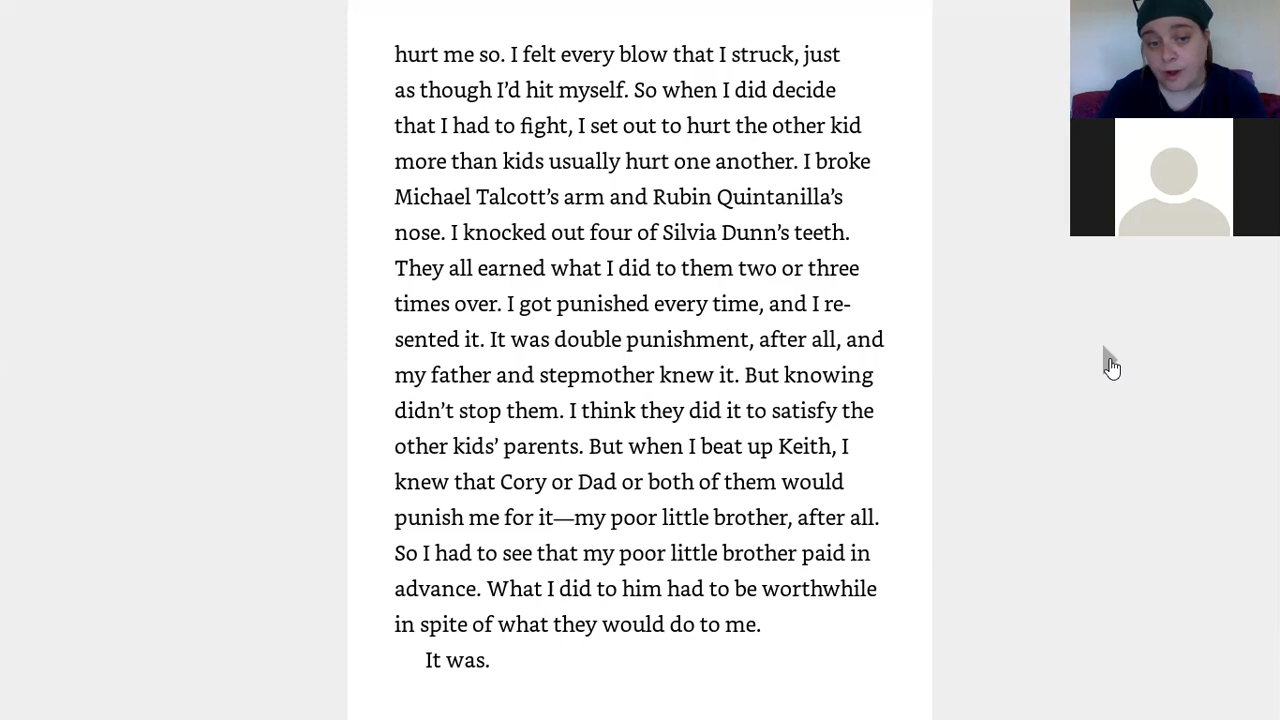 hurt me so. I felt every blow that I struck, just
as though I’d hit myself. So when I did decide
that I had to fight, I set out to hurt the other kid
more than kids usually hurt one another. I broke
Michael Talcott’s arm and Rubin Quintanilla’s
nose. I knocked out four of Silvia Dunn’s teeth.
They all earned what I did to them two or three
times over. I got punished every time, and I re-
sented it. It was double punishment, after all, and
my father and stepmother knew it. But knowing
didn’t stop them. I think they did it to satisfy the
other kids’ parents. But when I beat up Keith, I
knew that Cory or Dad or both of them would
punish me for it—my poor little brother, after all.
So I had to see that my poor little brother paid in
advance. What I did to him had to be worthwhile
in spite of what they would do to me.
It was.